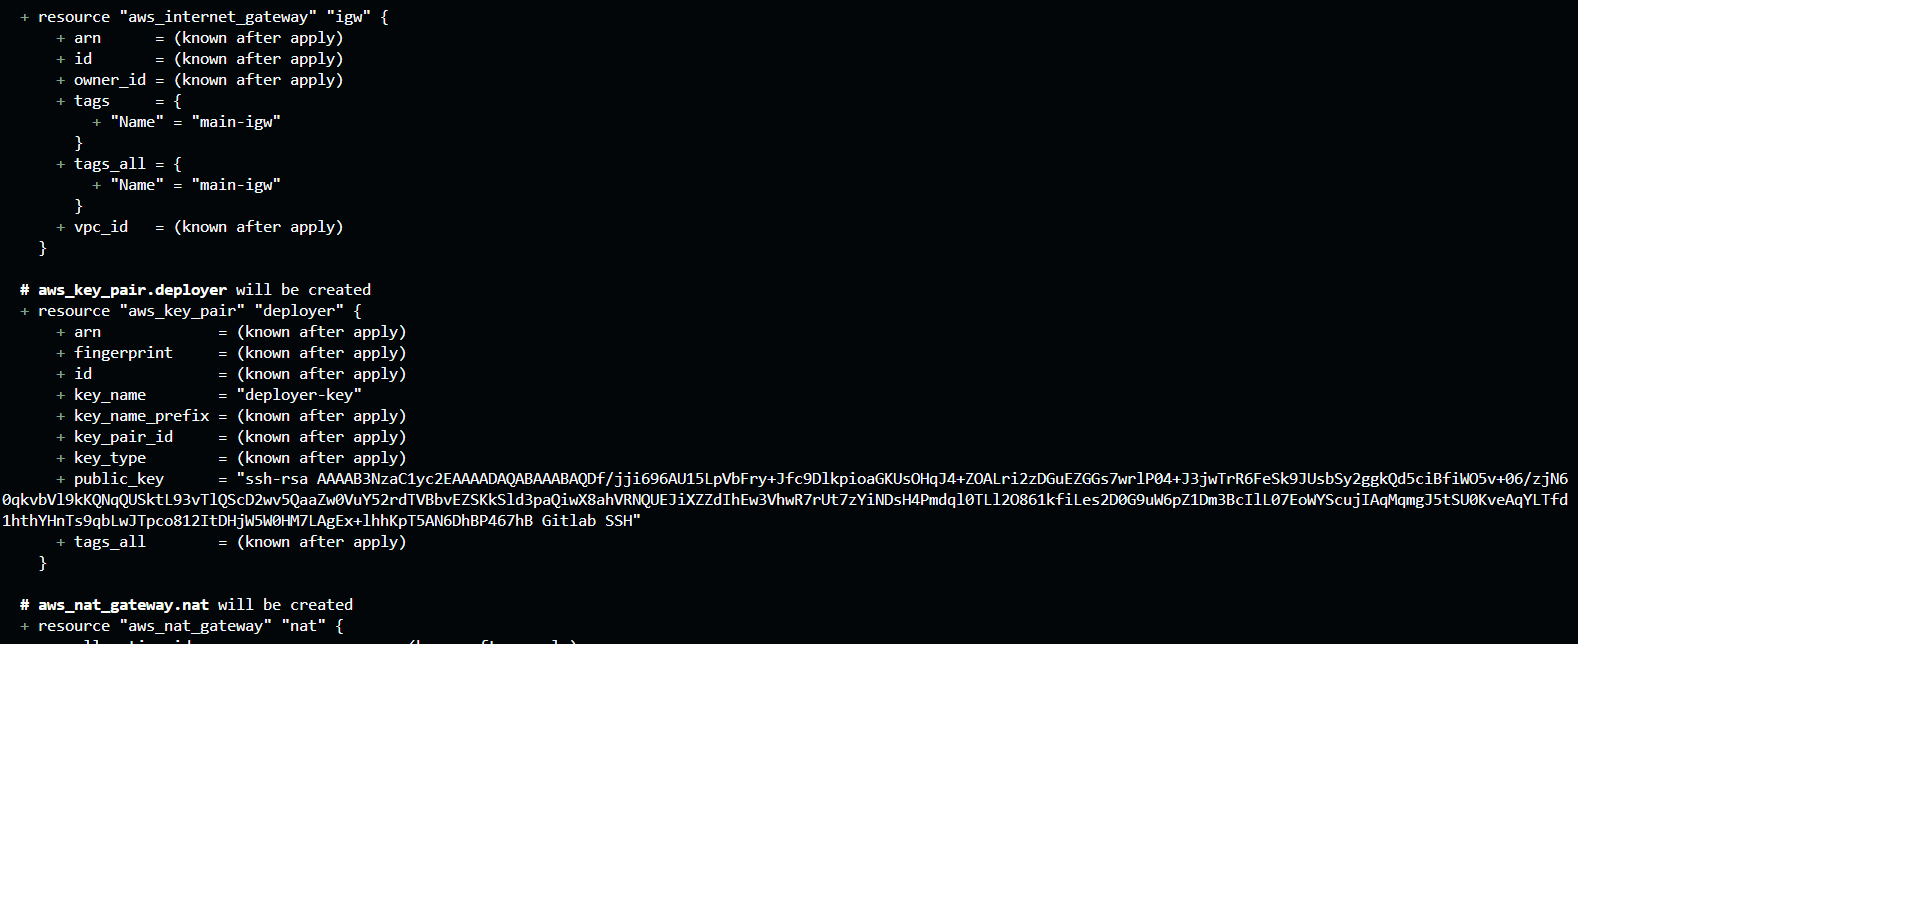 + resource "aws_internet_gateway" "igw" {
+ arn = (known after apply)
+ id = (known after apply)
+ owner_id = (known after apply)
+ tags = {
+ "Name" = "main-igw"
}
+ tags_all = {
+ "Name" = "main-igw"
}
+ vpc_id = (known after apply)
}
# aws_key_pair.deployer will be created
+ resource "aws_key_pair" "deployer" {
+ arn = (known after apply)
+ fingerprint = (known after apply)
+ id = (known after apply)
+ key_name = "deployer-key"
+ key_name_prefix = (known after apply)
+ key_pair_id = (known after apply)
+ key_type = (known after apply)
+ public_key = "ssh-rsa AAAAB3NzaC1yc2EAAAADAQABAAABAQDf/jji696AU15LpVbFry+Jfc9DlkpioaGKUsOHqJ4+ZOALri2zDGuEZGGs7wrlP04+J3jwTrR6FeSk9JUsbSy2ggkQd5ciBfiWO5v+06/zjN6
0qkvbVl9kKQNqQUSktL93vTlQScD2wv5QaaZw0VuY52rdTVBbvEZSKkSld3paQiwX8ahVRNQUEJiXZZdIhEw3VhwR7rUt7zYiNDsH4Pmdql0TLl2O861kfiLes2D0G9uW6pZ1Dm3BcIlL07EoWYScujIAqMqmgJ5tSU0KveAqYLTfd
1hthYHnTs9qbLwJTpco812ItDHjW5W0HM7LAgEx+lhhKpT5AN6DhBP467hB Gitlab SSH"
+ tags_all = (known after apply)
}
# aws_nat_gateway.nat will be created
+ resource "aws_nat_gateway" "nat" {